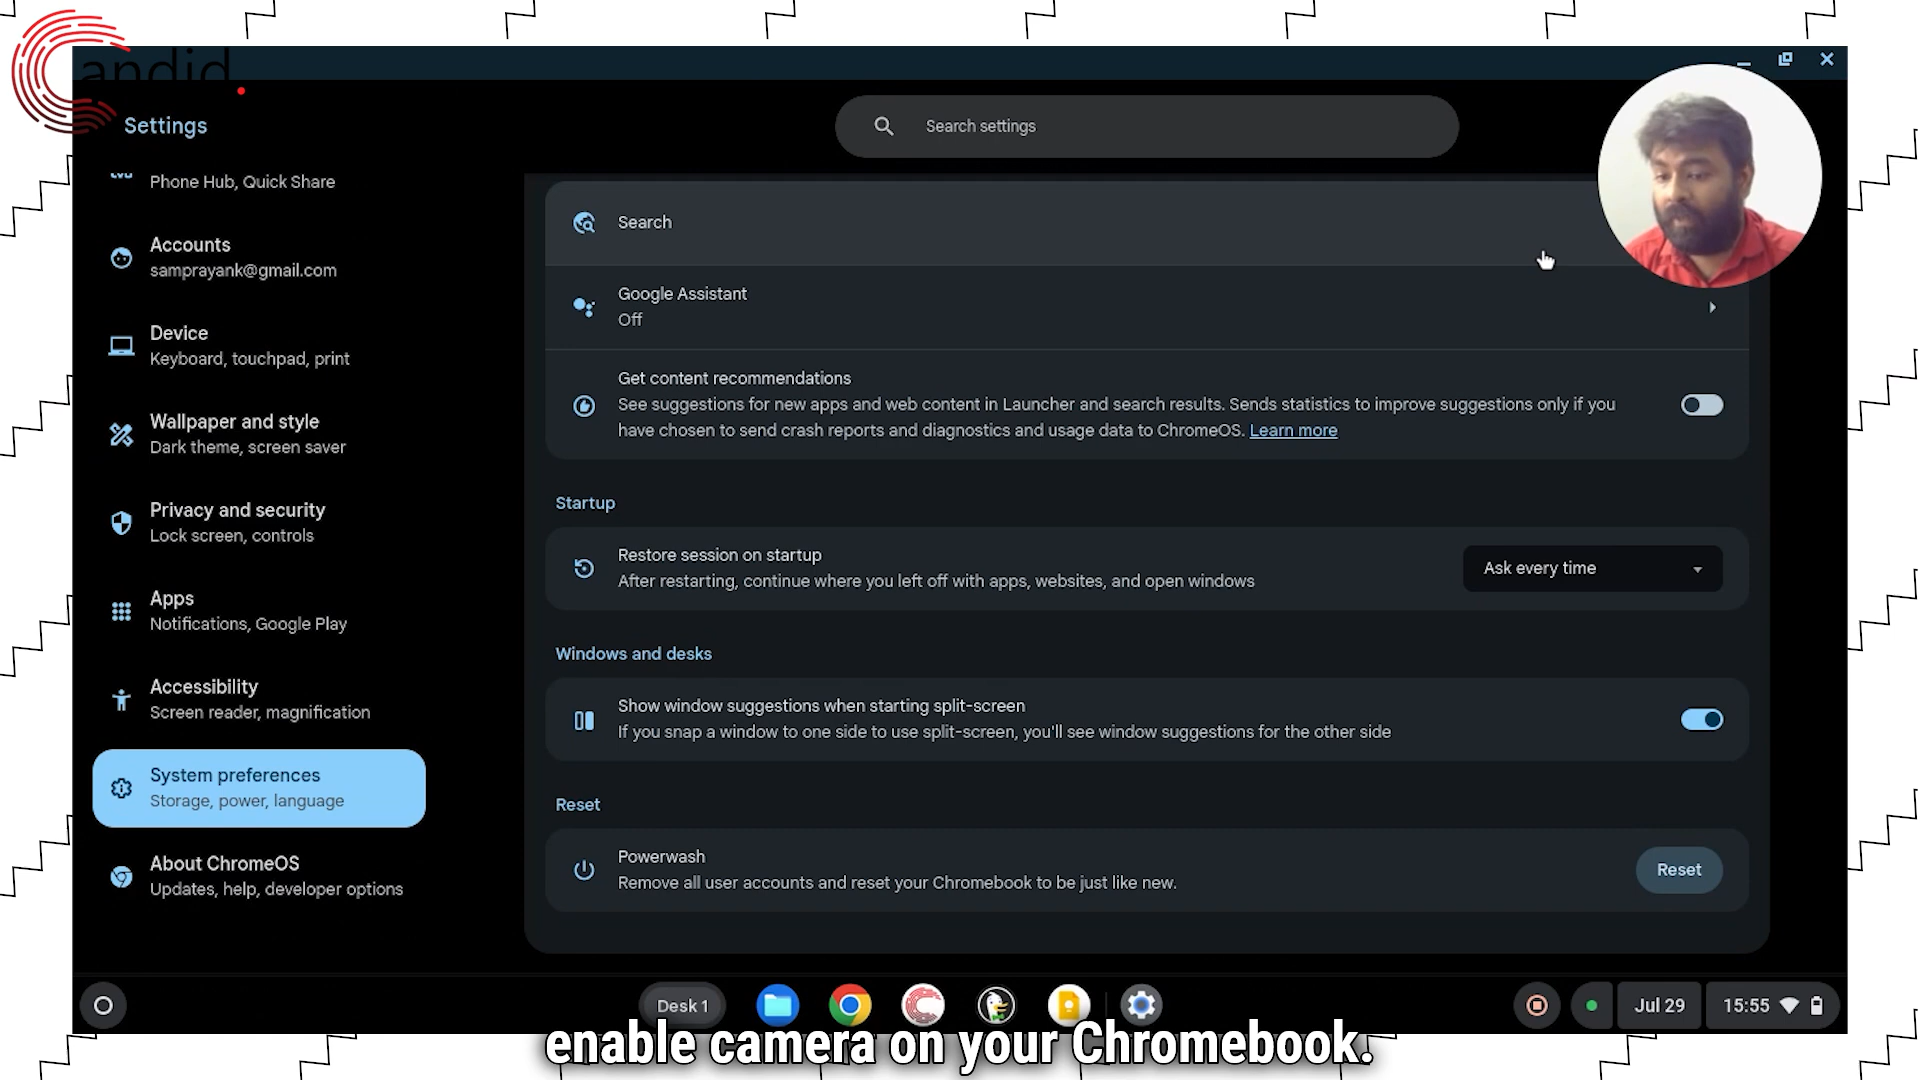 andid.
Settings
Search settings
Phone Hub, Quick Share
Accounts
samprayank@gmail.com
Device
Keyboard, touchpad, print
Wallpaper and style
Dark theme, screen saver
Privacy and security
Lock screen, controls
Apps
Notifications, Google Play
Accessibility
Screen reader, magnification
System preferences
Storage, power, language
About ChromeOS
Updates, help, developer options
Search
Google Assistant
Off
Get content recommendations
See suggestions for new apps and web content in Launcher and search results. Sends statistics to improve suggestions only if you
have chosen to send crash reports and diagnostics and usage data to ChromeOS. Learn more
Startup
Restore session on startup
After restarting, continue where you left off with apps, websites, and open windows
Ask every time
Windows and desks
Show window suggestions when starting split-screen
If you snap a window to one side to use split-screen, you'll see window suggestions for the other side
Reset
Powerwash
Remove all user accounts and reset your Chromebook to be just like new.
Reset
Desk 1
Jul 29
15:55
enable camera on your Chromebook.